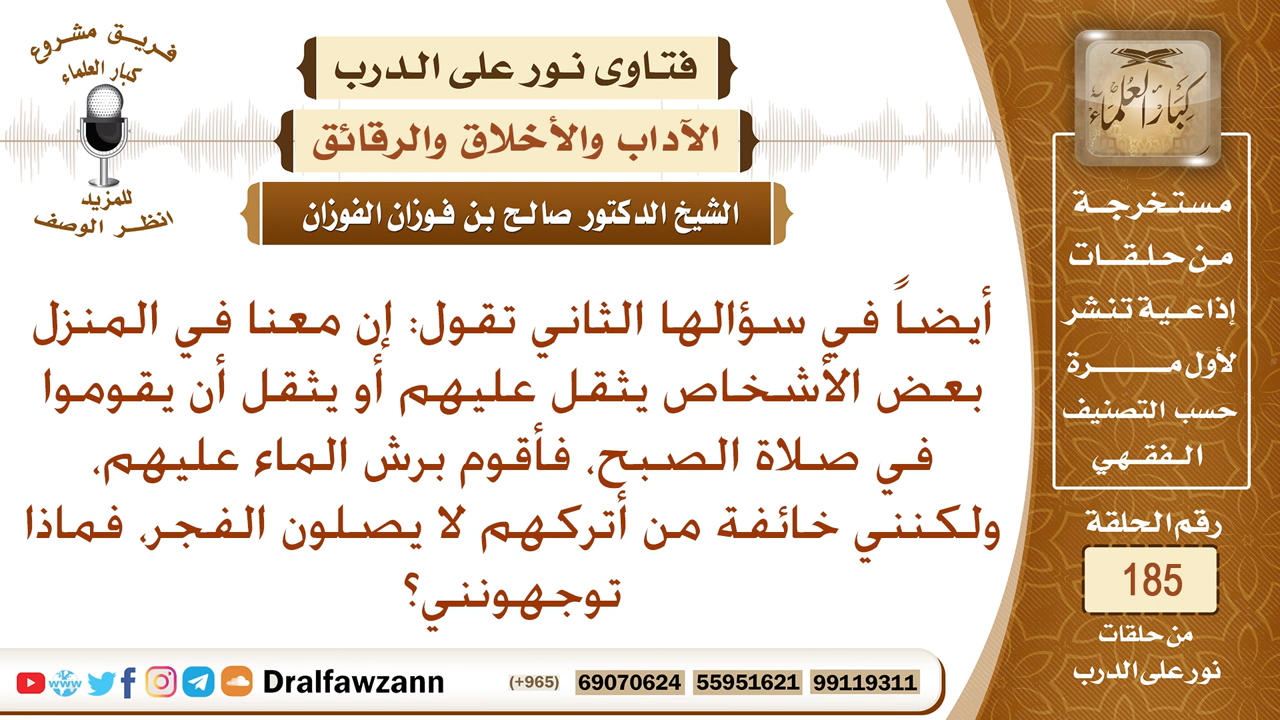 فريق مشروع
كبار العلماء
للمزيد
انظر الوصف
فتاوى نور على الدرب
الآداب والأخلاق والرقائق
الشيخ الدكتور صالح بن فوزان الفوزان
أيضاً في سؤالها الثاني تقول: إن معنا في المنزل
بعض الأشخاص يثقل عليهم أو يثقل أن يقوموا
في صلاة الصبح، فأقوم برش الماء عليهم،
ولكنني خائفة من أتركهم لا يصلون الفجر، فماذا
توجهونني؟
كبار العلماء
مستخرجة
من حلقات
إذاعية تنشر
لأول مرة
حسب التصنيف
الفقهي
رقم الحلقة
185
من حلقات
نور على الدرب
www Dralfawzann (+965) 69070624 55951621 99119311